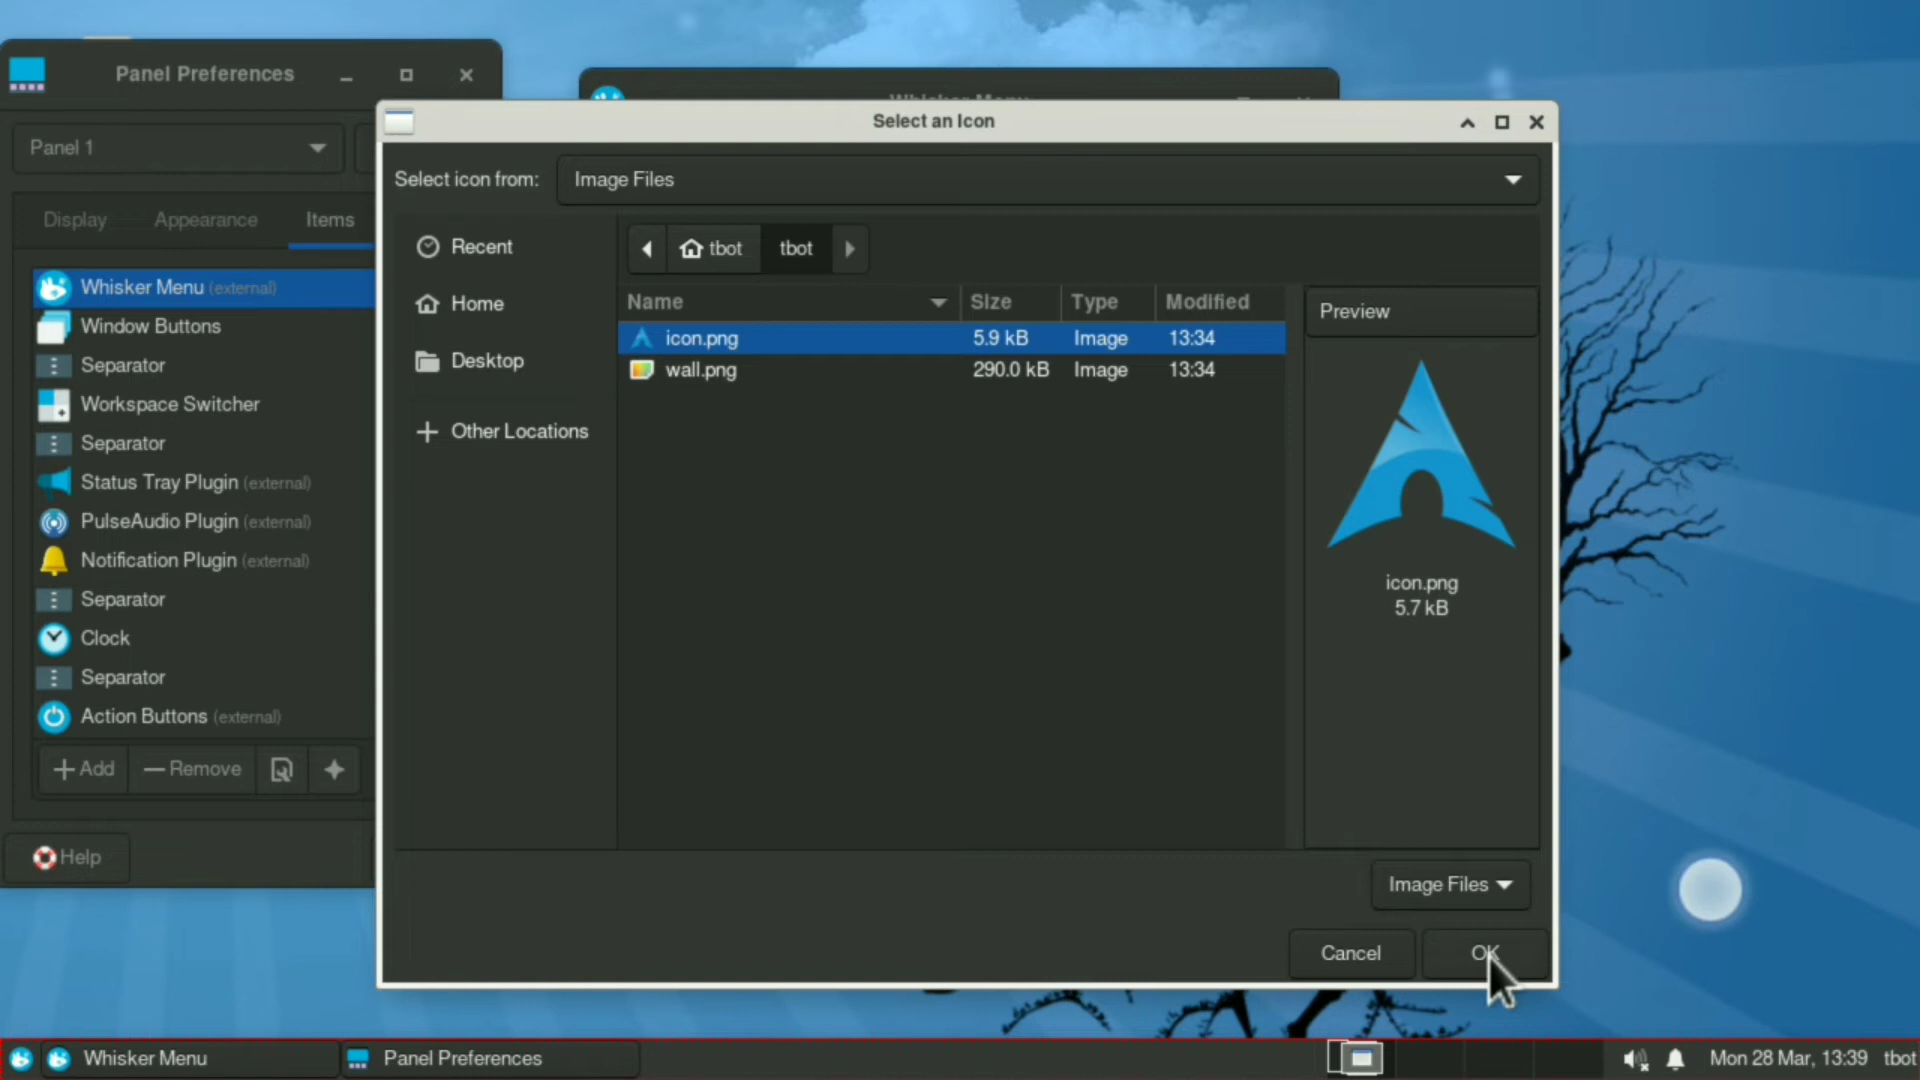 Panel Preferences
Whisker Menu
Select an Icon
Panel 1
Select icon from:
Image Files
Display
Appearance
Items
Recent
Home
Desktop
Other Locations
tbot
tbot
Name
Size
Type
Modified
icon.png
5.9 kB
Image
13:34
wall.png
290.0 kB
Image
13:34
Preview
icon.png
5.7 kB
Whisker Menu (external)
Window Buttons
Separator
Workspace Switcher
Separator
Status Tray Plugin (external)
PulseAudio Plugin (external)
Notification Plugin (external)
Separator
Clock
Separator
Action Buttons (external)
Add
Remove
Help
Image Files
Cancel
OK
Whisker Menu
Panel Preferences
Mon 28 Mar, 13:39
tbot